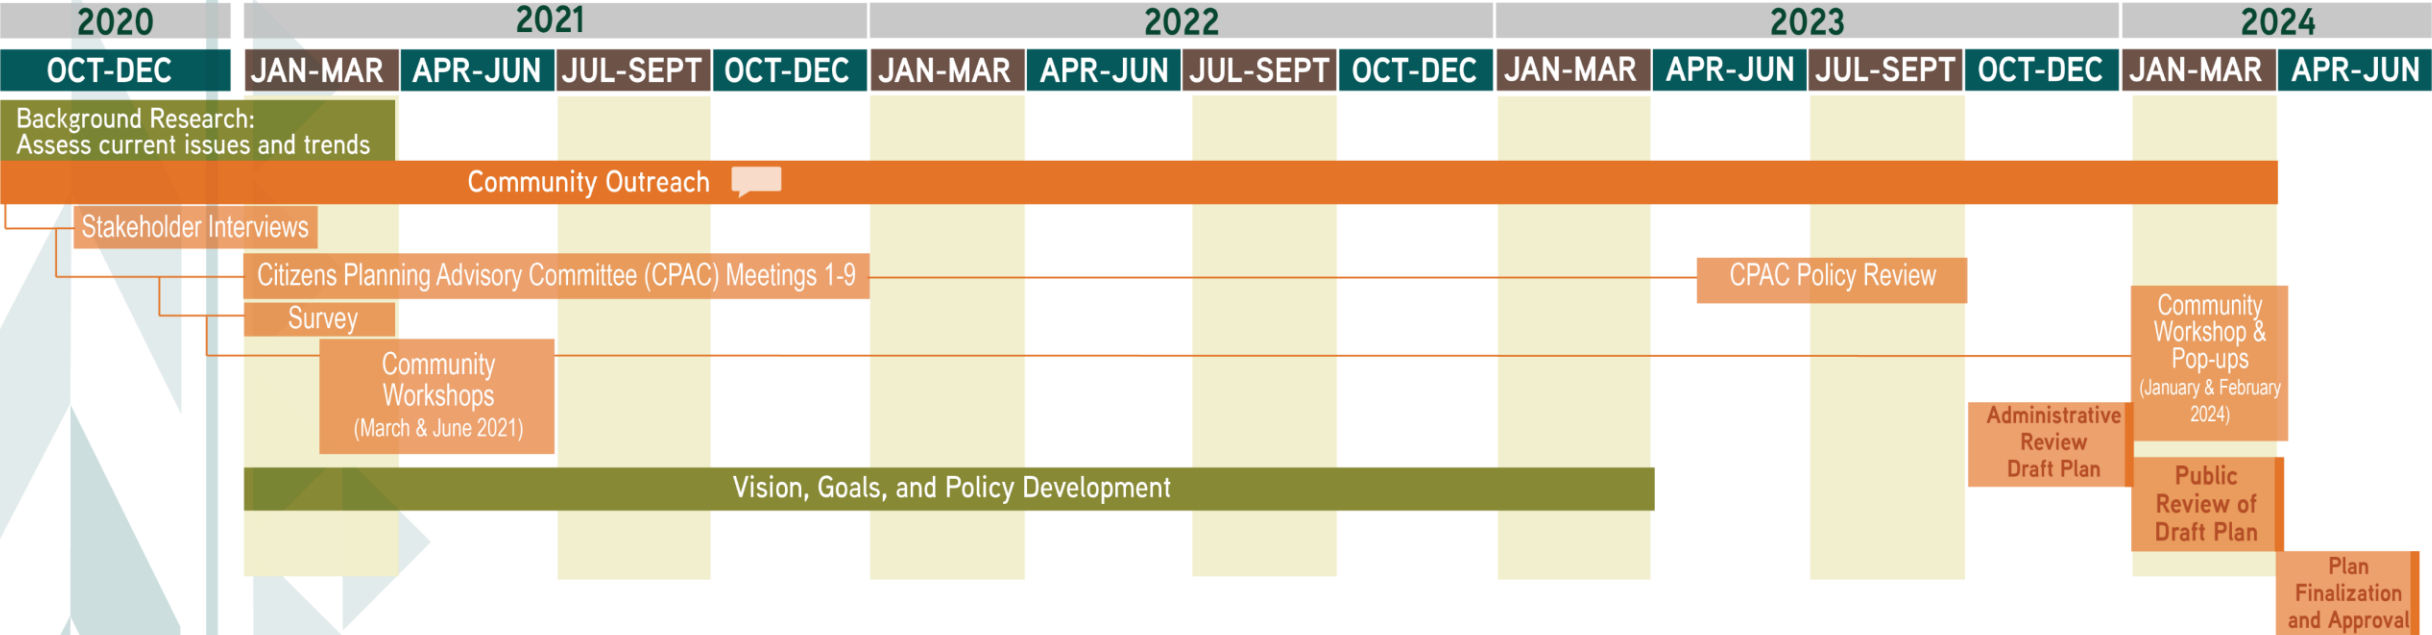 2020 2021 2022 2023 2024
OCT-DEC JAN-MAR APR-JUN JUL-SEPT OCT-DEC JAN-MAR APR-JUN JUL-SEPT OCT-DEC JAN-MAR APR-JUN JUL-SEPT OCT-DEC JAN-MAR APR-JUN
Background Research:
Assess current issues and trends
Community Outreach
Stakeholder Interviews
Citizens Planning Advisory Committee (CPAC) Meetings 1-9
CPAC Policy Review
Survey
Community
Workshops
(March & June 2021)
Community
Workshop &
Pop-ups
(January & February
2024)
Administrative
Review
Draft Plan
Vision, Goals, and Policy Development
Public
Review of
Draft Plan
Plan
Finalization
and Approval